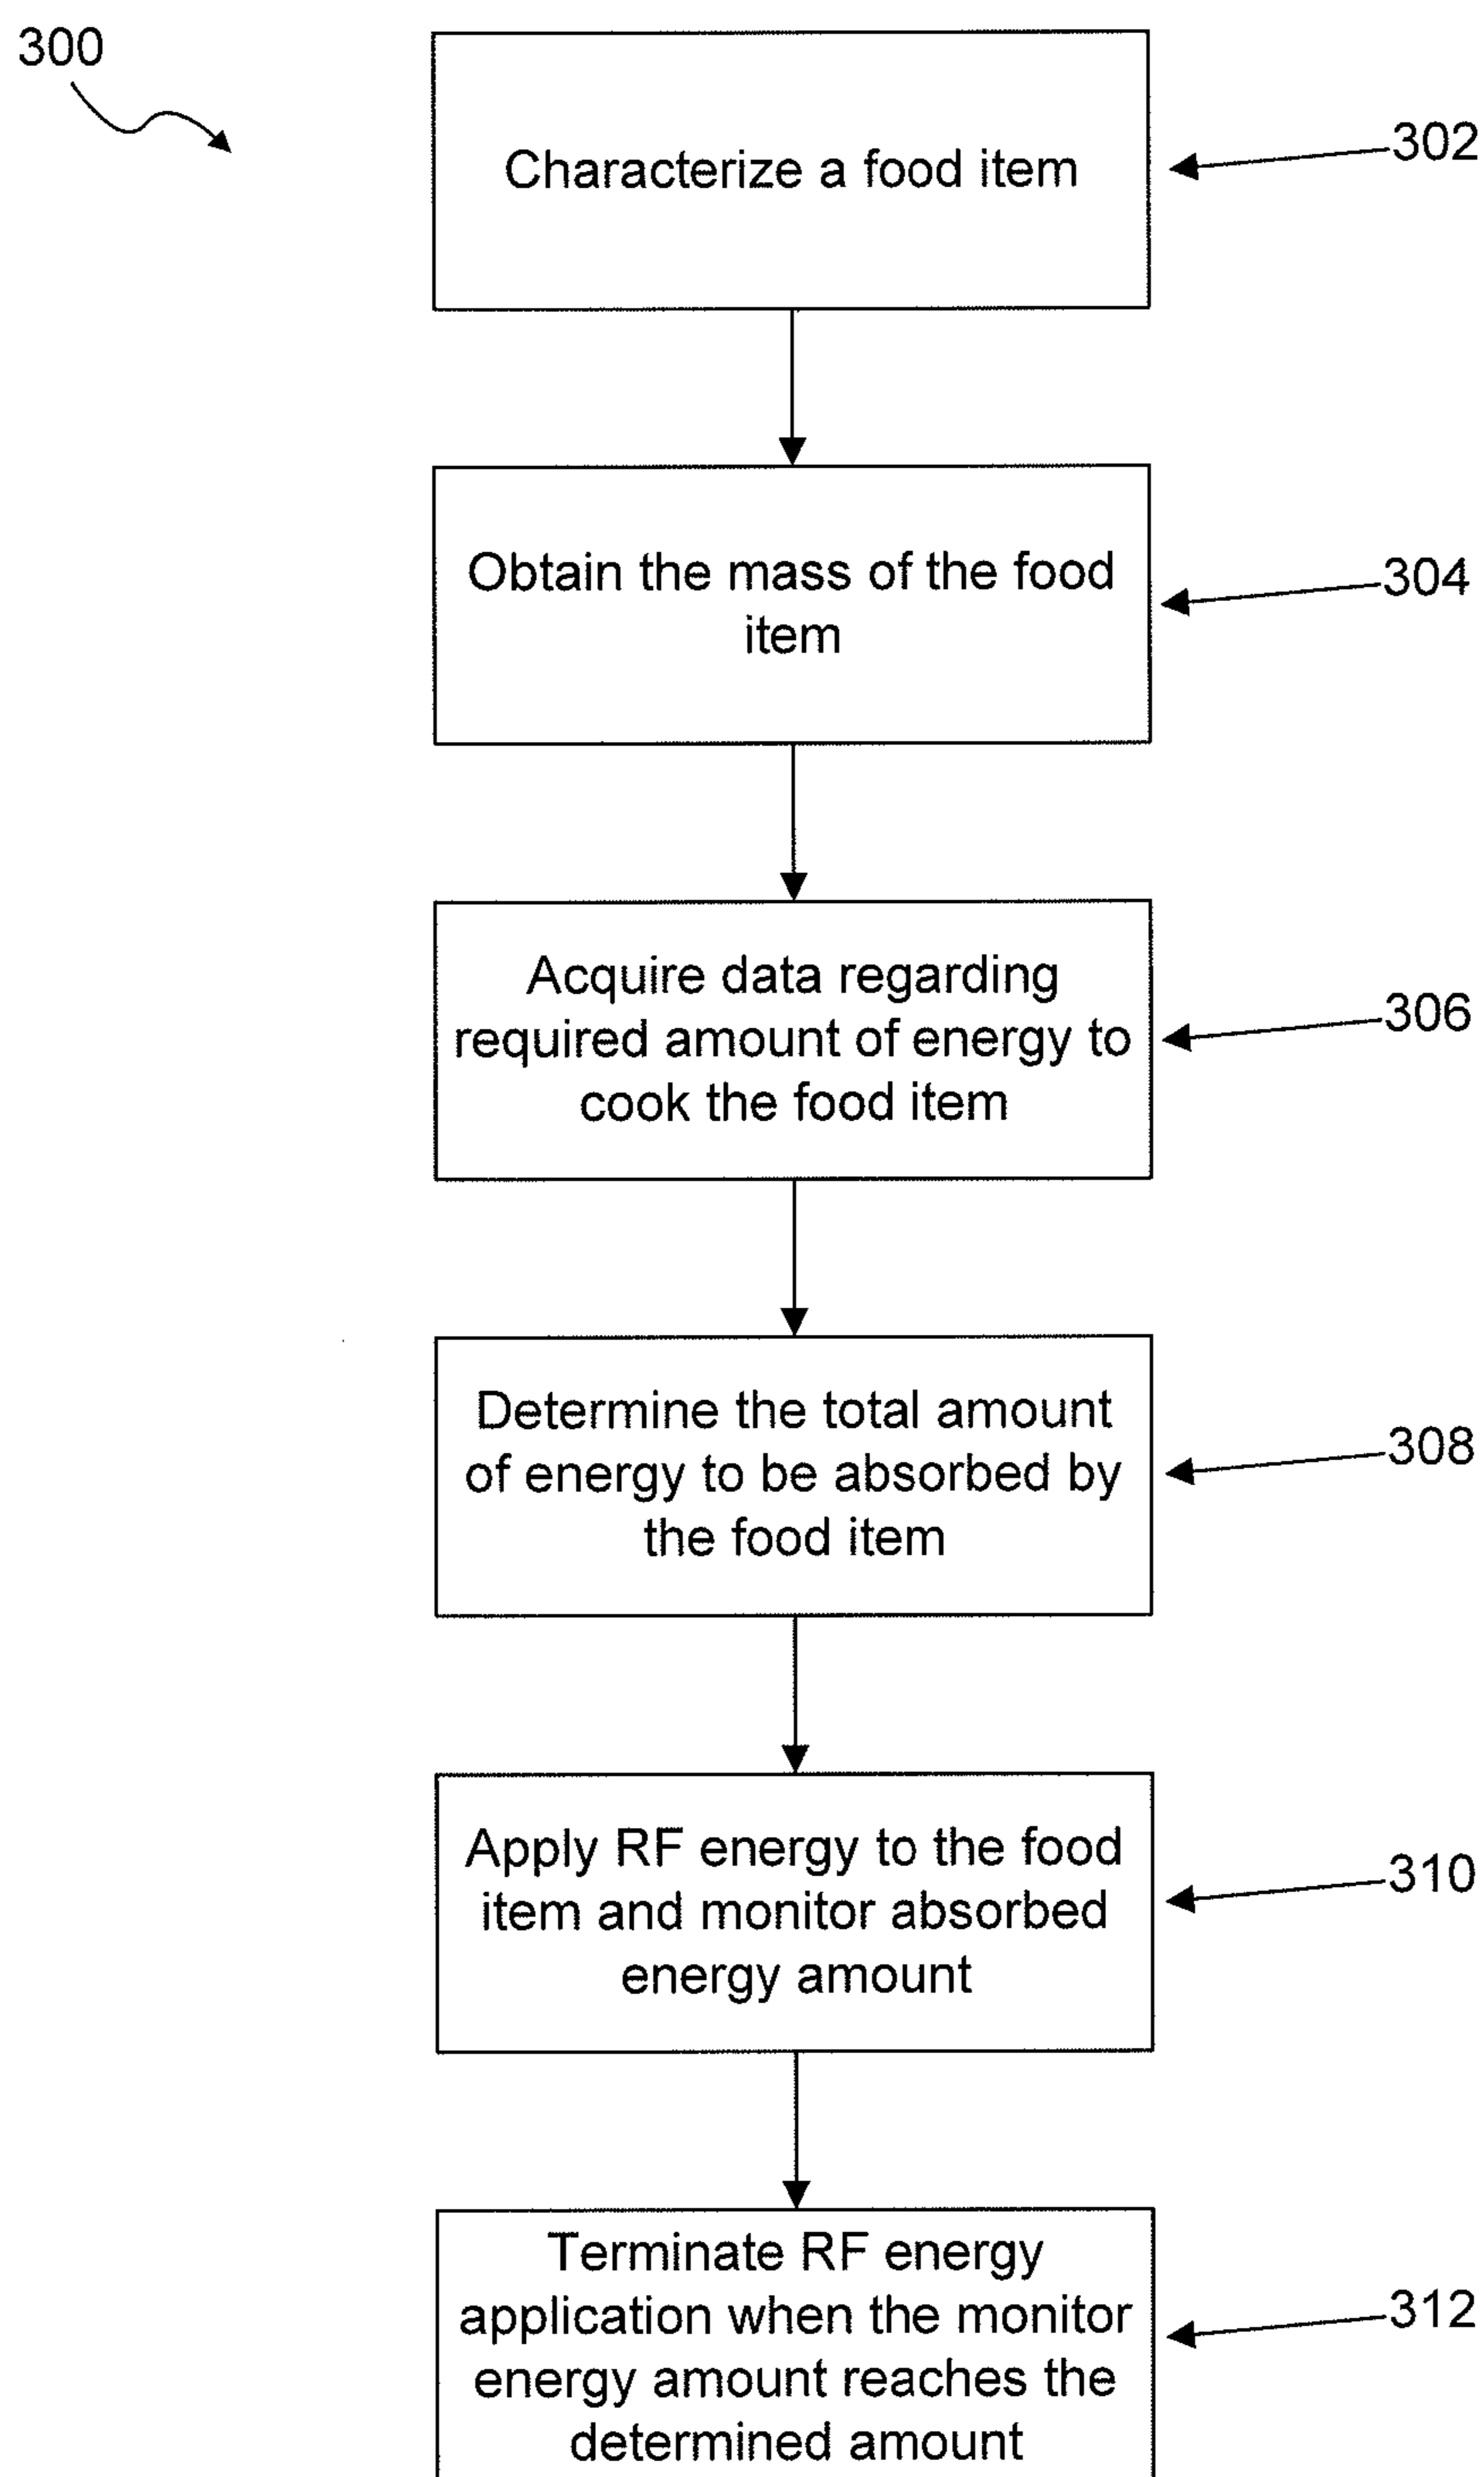 300
Characterize a food item
302
Obtain the mass of the food
item
304
Acquire data regarding
required amount of energy to
cook the food item
306
Determine the total amount
of energy to be absorbed by
the food item
308
Apply RF energy to the food
item and monitor absorbed
energy amount
310
Terminate RF energy
application when the monitor
energy amount reaches the
determined amount
312